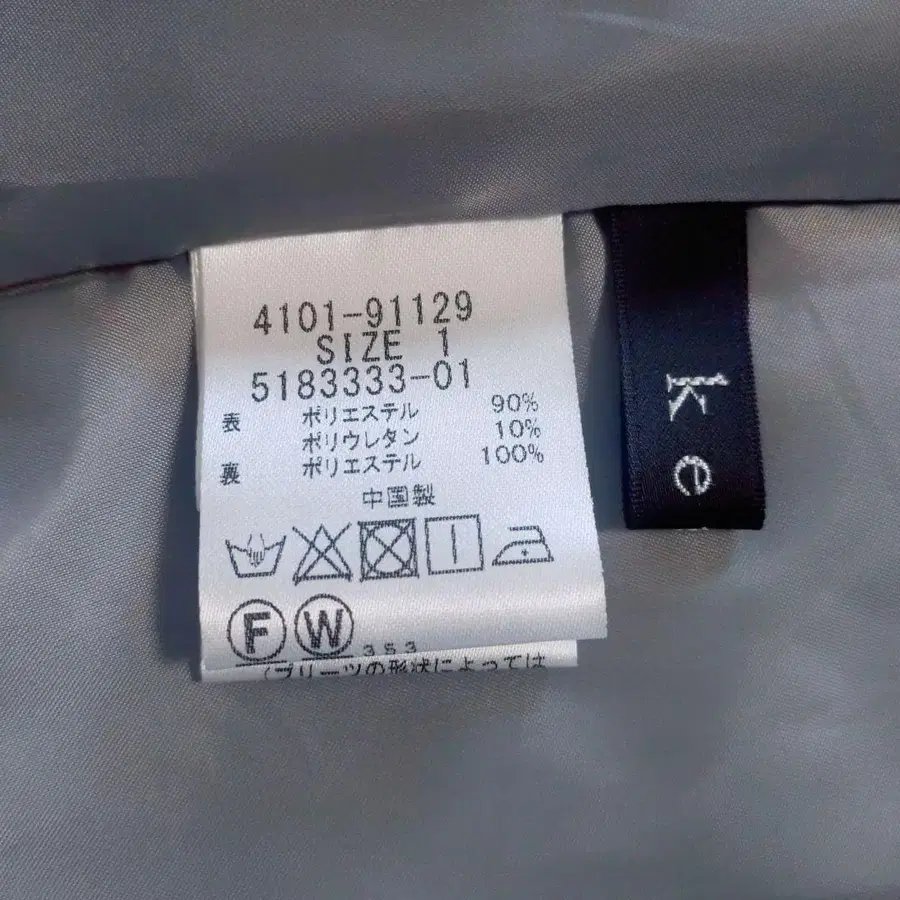 4101-91129
SIZE 1
5183333-01
表 ポリエステル 90%
ポリウレタン 10%
裏 ポリエステル 100%
中国製
F W 353
(プリーツの形状によっては
k e